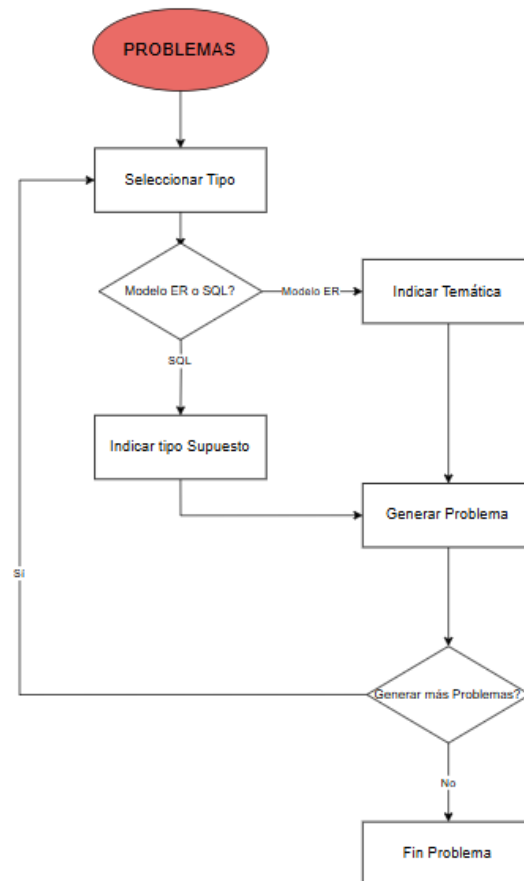 PROBLEMAS
Seleccionar Tipo
Modelo ER o SQL?
Modelo ER
Indicar Temática
SQL
Indicar tipo Supuesto
Generar Problema
Sí
Generar más Problemas?
No
Fin Problema